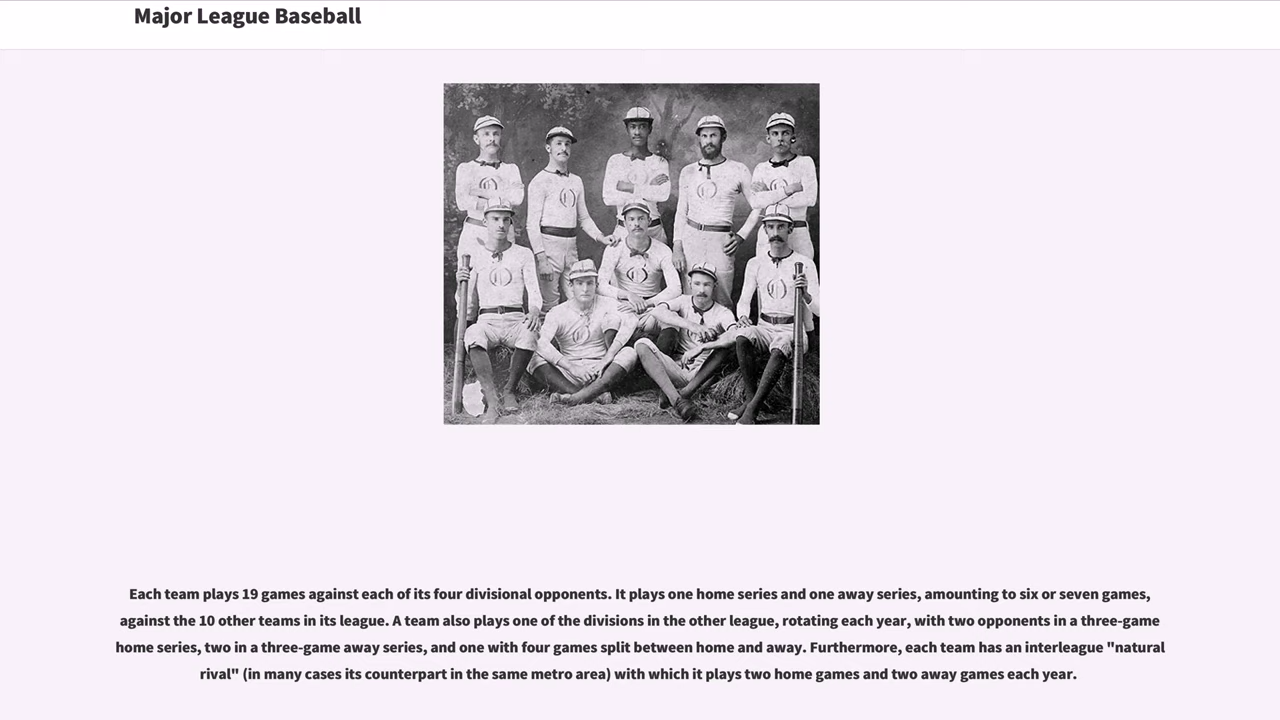 Major League Baseball
Each team plays 19 games against each of its four divisional opponents. It plays one home series and one away series, amounting to six or seven games,
against the 10 other teams in its league. A team also plays one of the divisions in the other league, rotating each year, with two opponents in a three-game
home series, two in a three-game away series, and one with four games split between home and away. Furthermore, each team has an interleague "natural
rival" (in many cases its counterpart in the same metro area) with which it plays two home games and two away games each year.